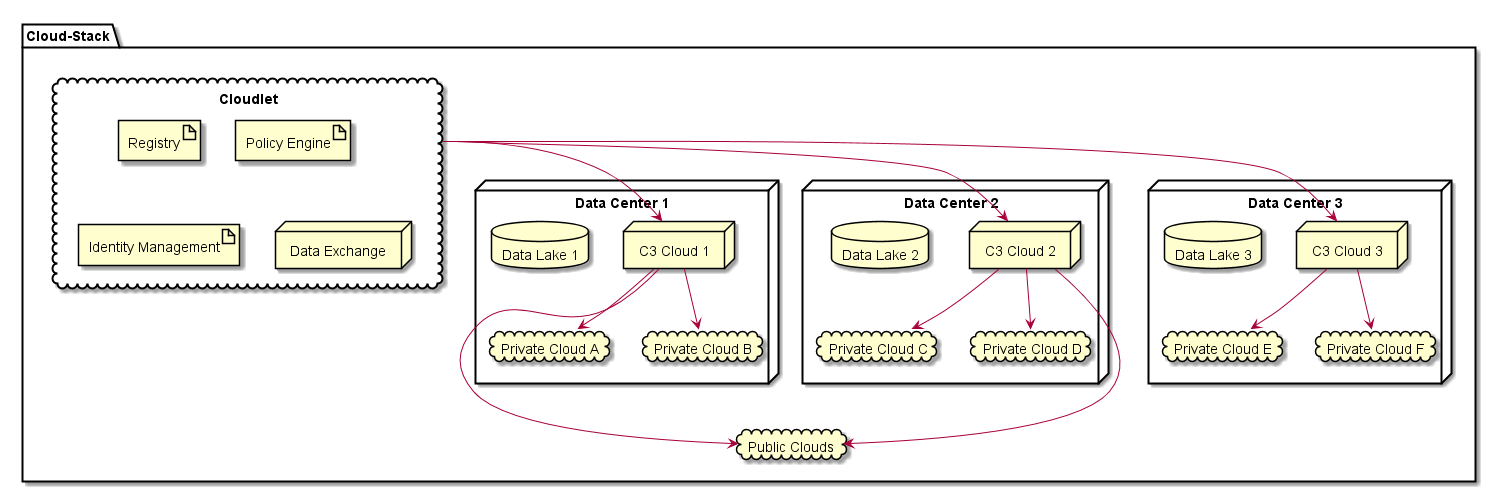 Cloud-Stack
Cloudlet
Registry
Policy Engine
Identity Management
Data Exchange
Data Center 1
Data Lake 1
C3 Cloud 1
Private Cloud A
Private Cloud B
Data Center 2
Data Lake 2
C3 Cloud 2
Private Cloud C
Private Cloud D
Data Center 3
Data Lake 3
C3 Cloud 3
Private Cloud E
Private Cloud F
Public Clouds